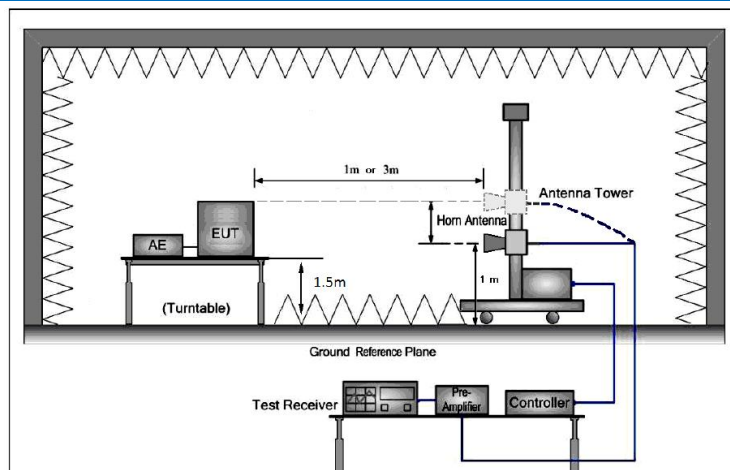 1m or 3m
Antenna Tower
Horn Antenna
EUT
AE
1 m
1.5m
(Turntable)
Ground Reference Plane
Test Receiver
Pre-
Amplifier
Controller